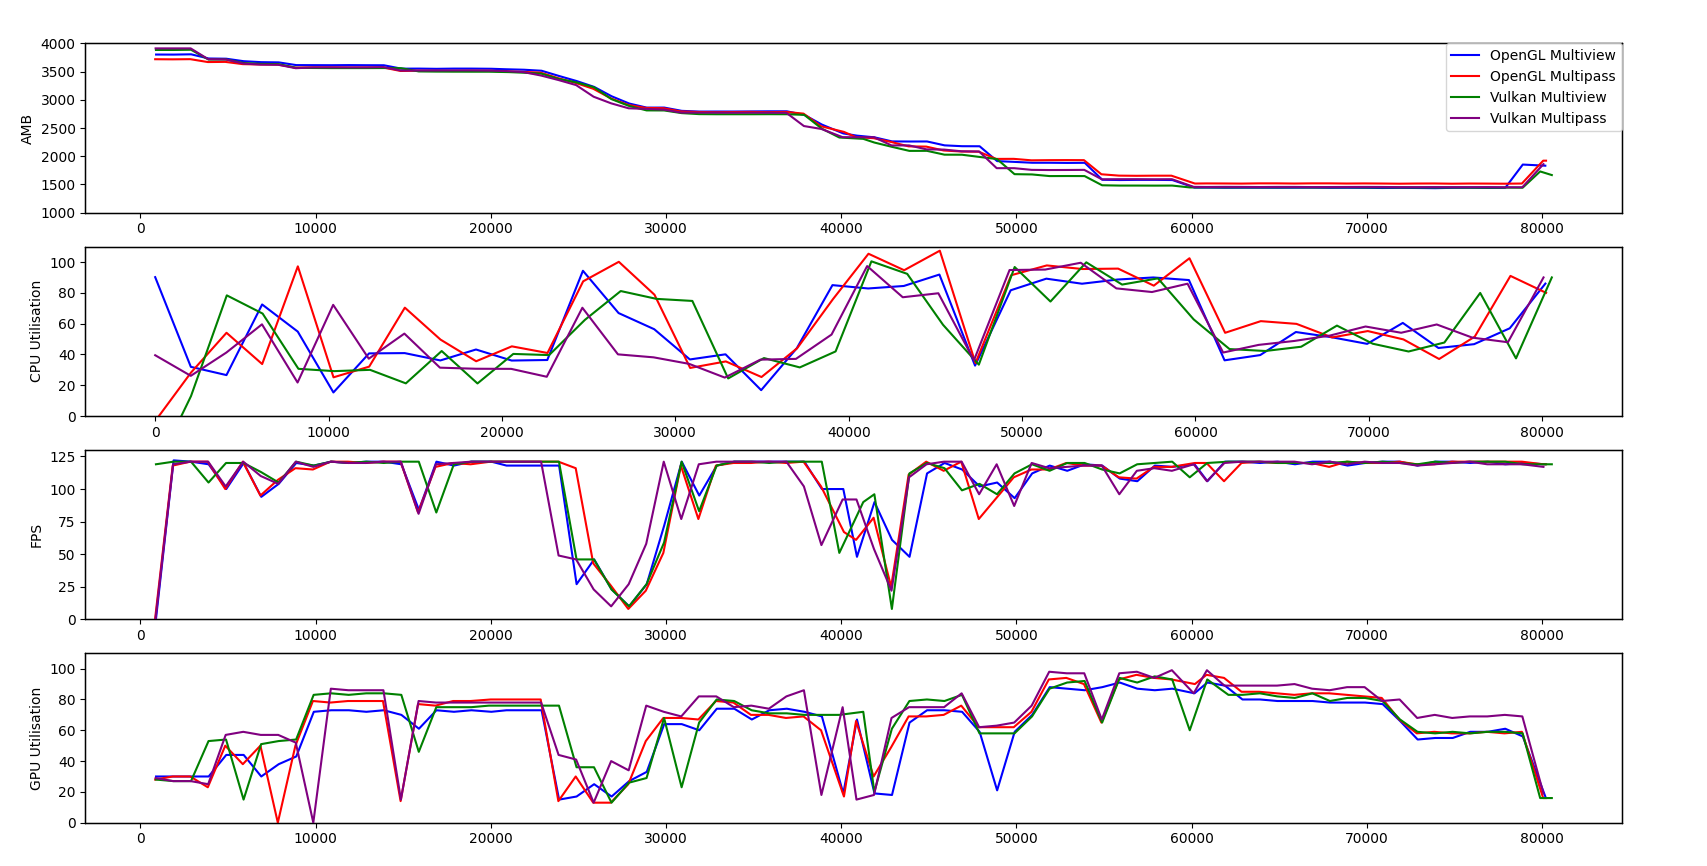 4000
3500
3000
2500
2000
1500
1000
AMB
OpenGL Multiview
OpenGL Multipass
Vulkan Multiview
Vulkan Multipass
0 10000 20000 30000 40000 50000 60000 70000 80000
100
80
60
40
20
0
CPU Utilisation
0 10000 20000 30000 40000 50000 60000 70000 80000
125
100
75
50
25
0
FPS
0 10000 20000 30000 40000 50000 60000 70000 80000
100
80
60
40
20
0
GPU Utilisation
0 10000 20000 30000 40000 50000 60000 70000 80000